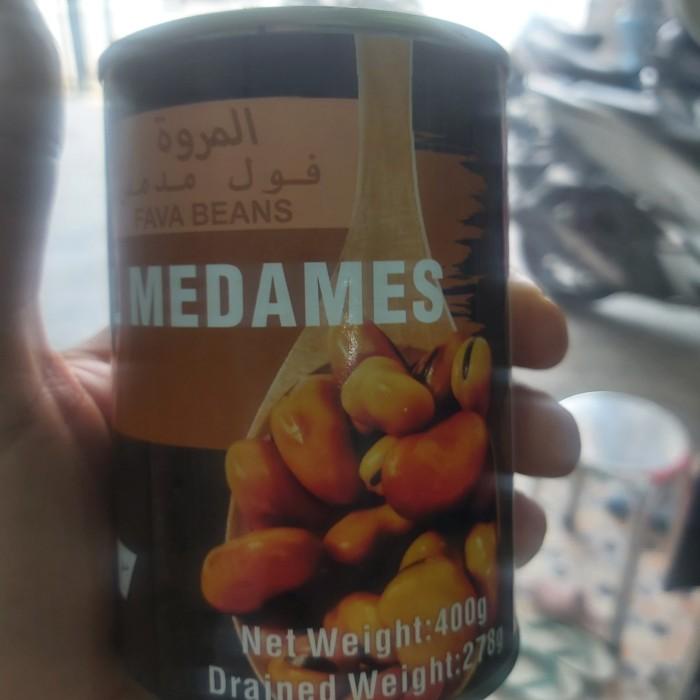 المروة
فول مدمس
FAVA BEANS
MEDAMES
Net Weight:400g
Drained Weight:278g